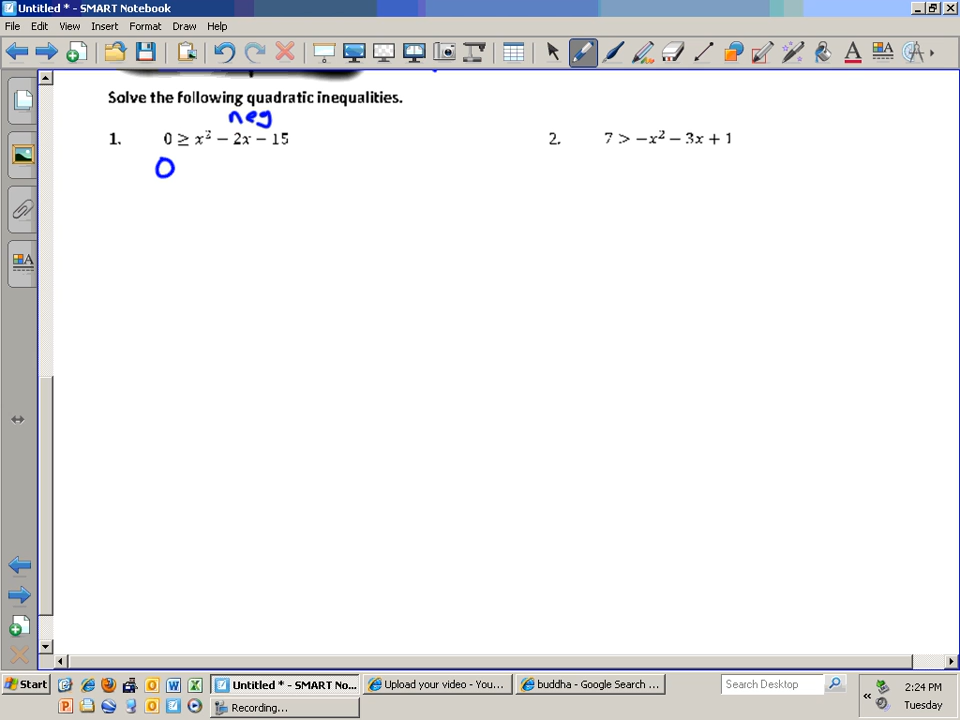 Untitled * - SMART Notebook
File Edit View Insert Format Draw Help
Solve the following quadratic inequalities.
neg
1. 0 ≥ x² − 2x − 15
2. 7 > −x² − 3x + 1
0
Start
Untitled * - SMART No...
Upload your video - You...
buddha - Google Search ...
Search Desktop
2:24 PM
Recording...
Tuesday